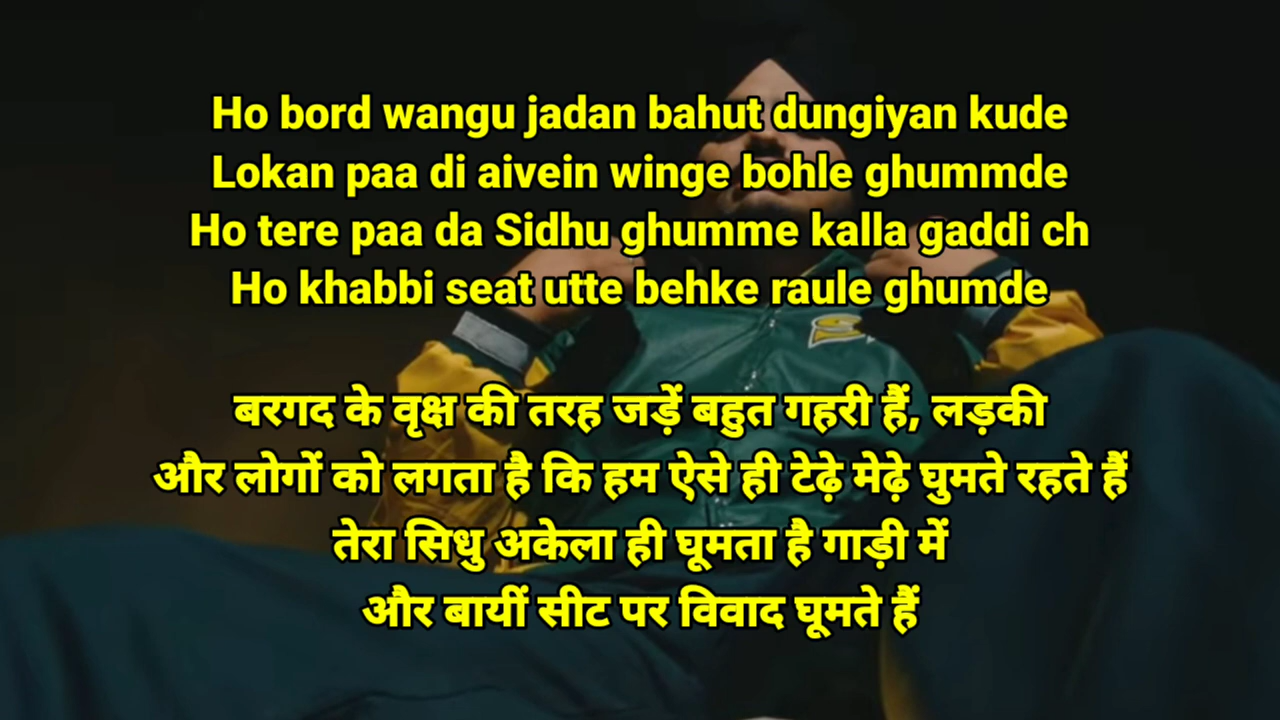 Ho bord wangu jadan bahut dungiyan kude
Lokan paa di aivein winge bohle ghummde
Ho tere paa da Sidhu ghumme kalla gaddi ch
Ho khabbi seat utte behke raule ghumde
बरगद के वृक्ष की तरह जड़ें बहुत गहरी हैं, लड़की
और लोगों को लगता है कि हम ऐसे ही टेढ़े मेढ़े घुमते रहते हैं
तेरा सिधु अकेला ही घूमता है गाड़ी में
और बायीं सीट पर विवाद घूमते हैं